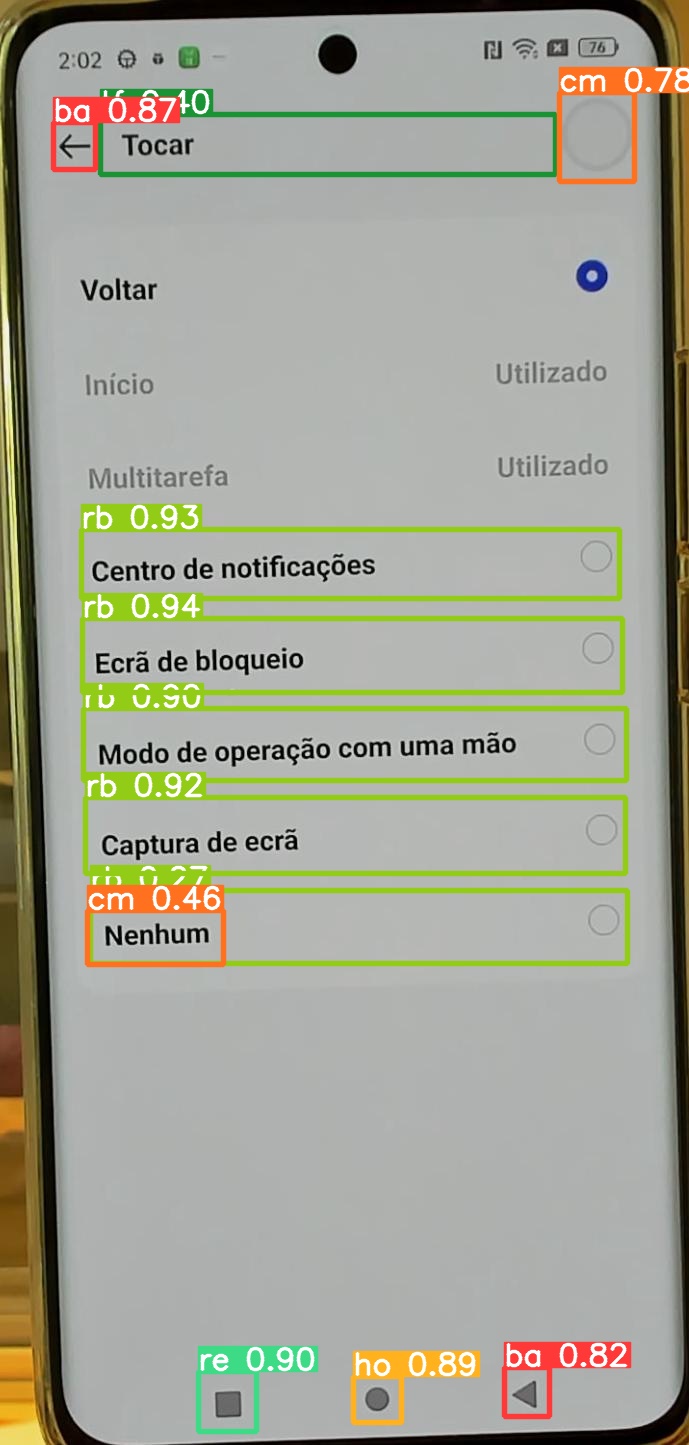 2:02
76
cm 0.78
ba 0.87
Tocar
Voltar
Início Utilizado
Multitarefa Utilizado
rb 0.93
Centro de notificações
rb 0.94
Ecrã de bloqueio
rb 0.90
Modo de operação com uma mão
rb 0.92
Captura de ecrã
rb 0.27
cm 0.46
Nenhum
re 0.90
ho 0.89
ba 0.82